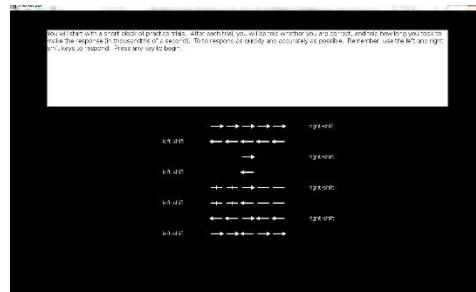 You will start with a short block of practice trials. After each trial, you will be told whether you are correct, and told how long you took to
make the response (in thousandths of a second). Try to respond as quickly and accurately as possible. Remember, use the left and right
shift keys to respond. Press any key to begin.
right-shift
left-shift
right-shift
left-shift
right-shift
left-shift
right-shift
left-shift